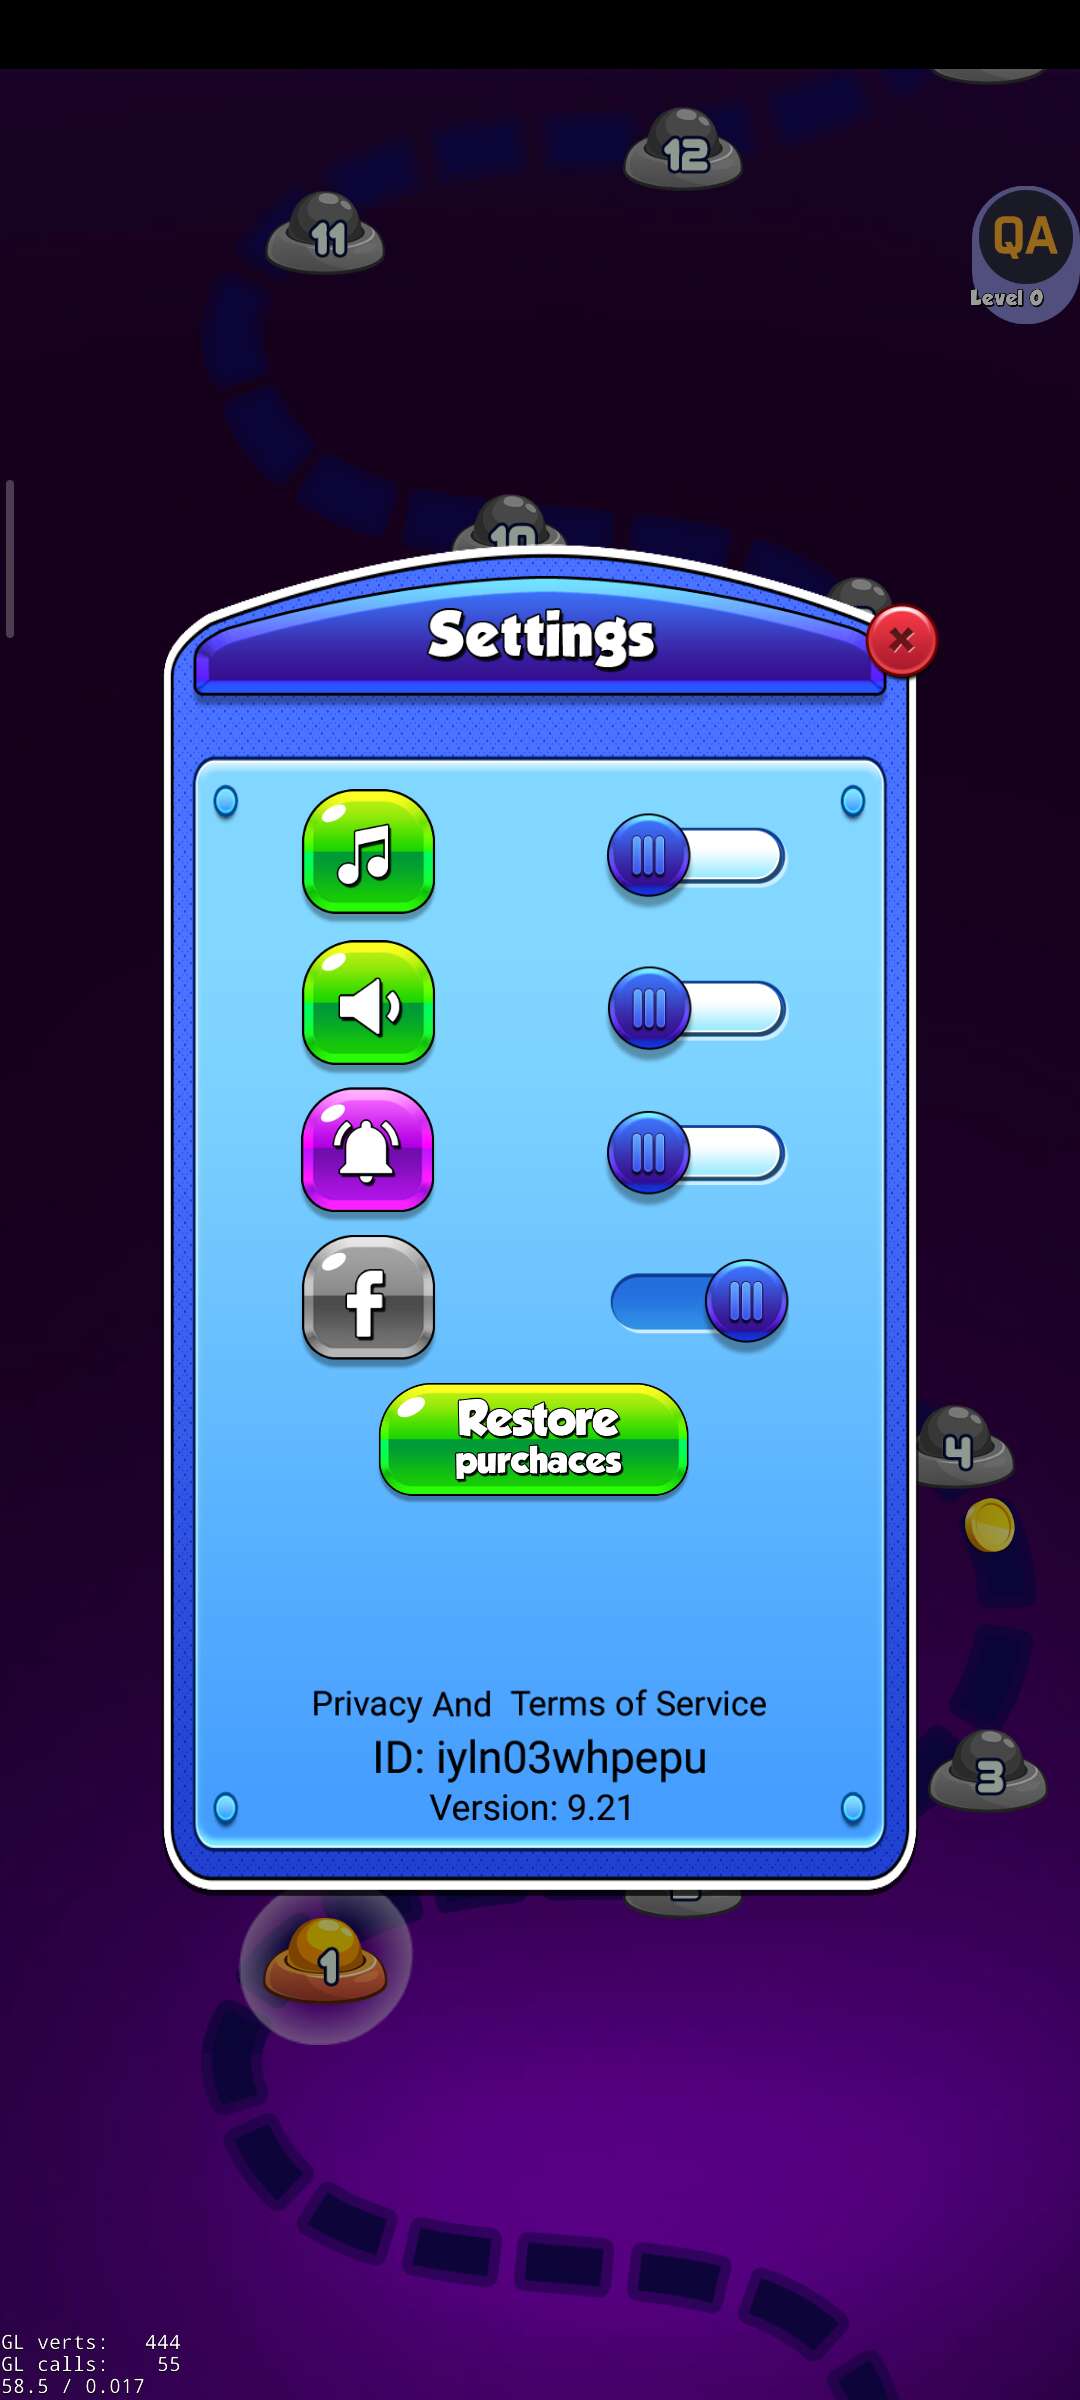 12
11
QA
Level 0
10
Settings
Restore
purchaces
4
Privacy And Terms of Service
ID: iyln03whpepu
3
Version: 9.21
1
GL verts: 444
GL calls: 55
58.5 / 0.017